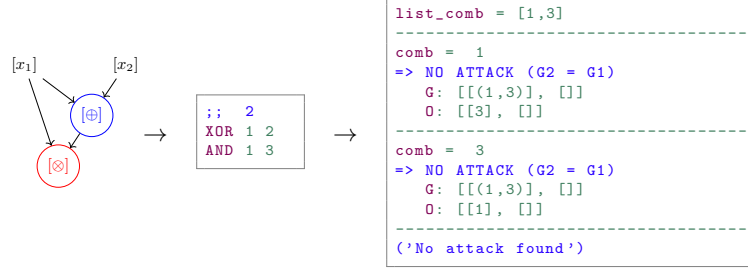 [x1] [x2]
[⊕]
[⊗]
→ →
;; 2
XOR 1 2
AND 1 3
list_comb = [1,3]
---------------------------------
comb = 1
=> NO ATTACK (G2 = G1)
G: [[(1,3)], []]
O: [[3], []]
---------------------------------
comb = 3
=> NO ATTACK (G2 = G1)
G: [[(1,3)], []]
O: [[1], []]
---------------------------------
('No attack found')